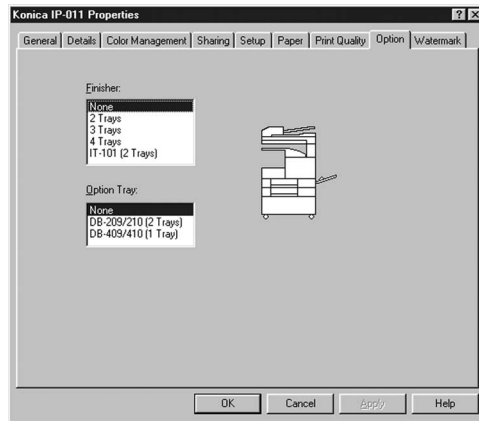 Konica IP-011 Properties
General Details Color Management Sharing Setup Paper Print Quality Option Watermark
Finisher:
None
2 Trays
3 Trays
4 Trays
IT-101 (2 Trays)
Option Tray:
None
DB-209/210 (2 Trays)
DB-409/410 (1 Tray)
OK Cancel Apply Help